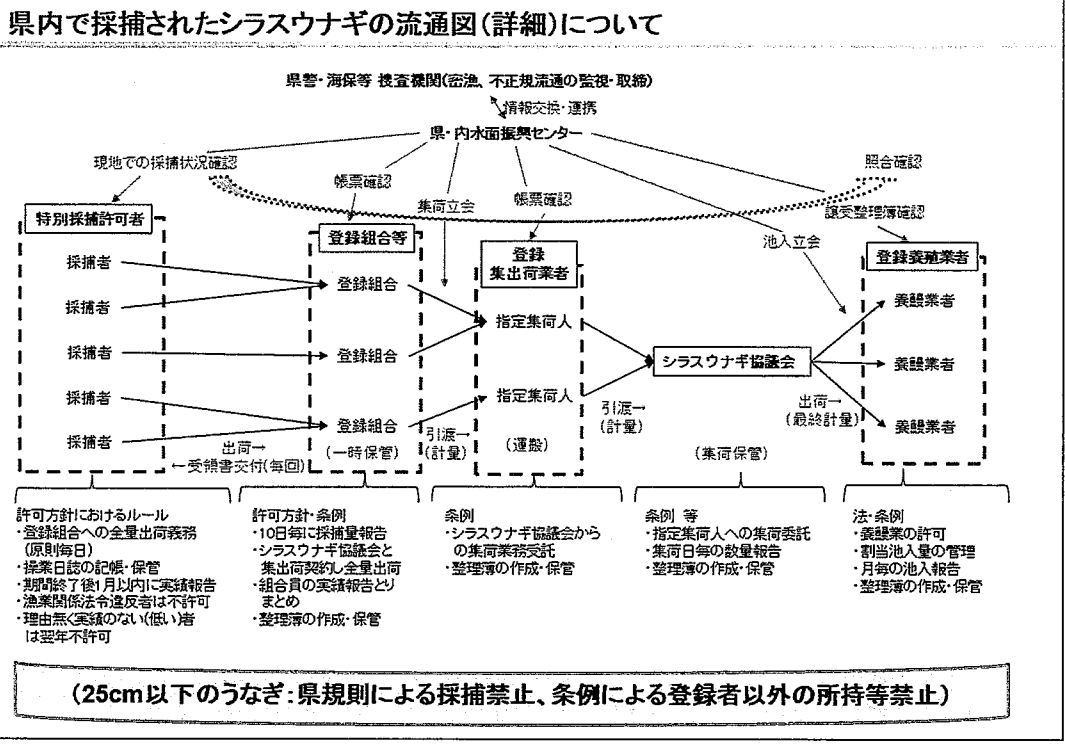 県内で採捕されたシラスウナギの流通図(詳細)について
県警・海保等 捜査機関(密漁、不正規流通の監視・取締)
情報交換・連携
県・内水面振興センター
現地での採捕状況確認
照合確認
帳票確認
集荷立会
帳票確認
譲受整理簿確認
池入立会
特別採捕許可者
登録組合等
登録
集出荷業者
登録養殖業者
採捕者
採捕者
採捕者
採捕者
採捕者
登録組合
登録組合
登録組合
指定集荷人
指定集荷人
シラスウナギ協議会
養鰻業者
養鰻業者
養鰻業者
出荷→
←受領書交付(毎回)
(一時保管)
引渡→
(計量)
(運搬)
引渡→
(計量)
(集荷保管)
出荷→
(最終計量)
許可方針におけるルール
・登録組合への全量出荷義務
(原則毎日)
・操業日誌の記帳・保管
・期間終了後1月以内に実績報告
・漁業関係法令違反者は不許可
・理由無く実績のない(低い)者
は翌年不許可
許可方針・条例
・10日毎に採捕量報告
・シラスウナギ協議会と
集出荷契約し全量出荷
・組合員の実績報告とり
まとめ
・整理簿の作成・保管
条例
・シラスウナギ協議会から
の集荷業務受託
・整理簿の作成・保管
条例 等
・指定集荷人への集荷委託
・集荷日毎の数量報告
・整理簿の作成・保管
法・条例
・養鰻業の許可
・割当池入量の管理
・月毎の池入報告
・整理簿の作成・保管
(25cm以下のうなぎ:県規則による採捕禁止、条例による登録者以外の所持等禁止)